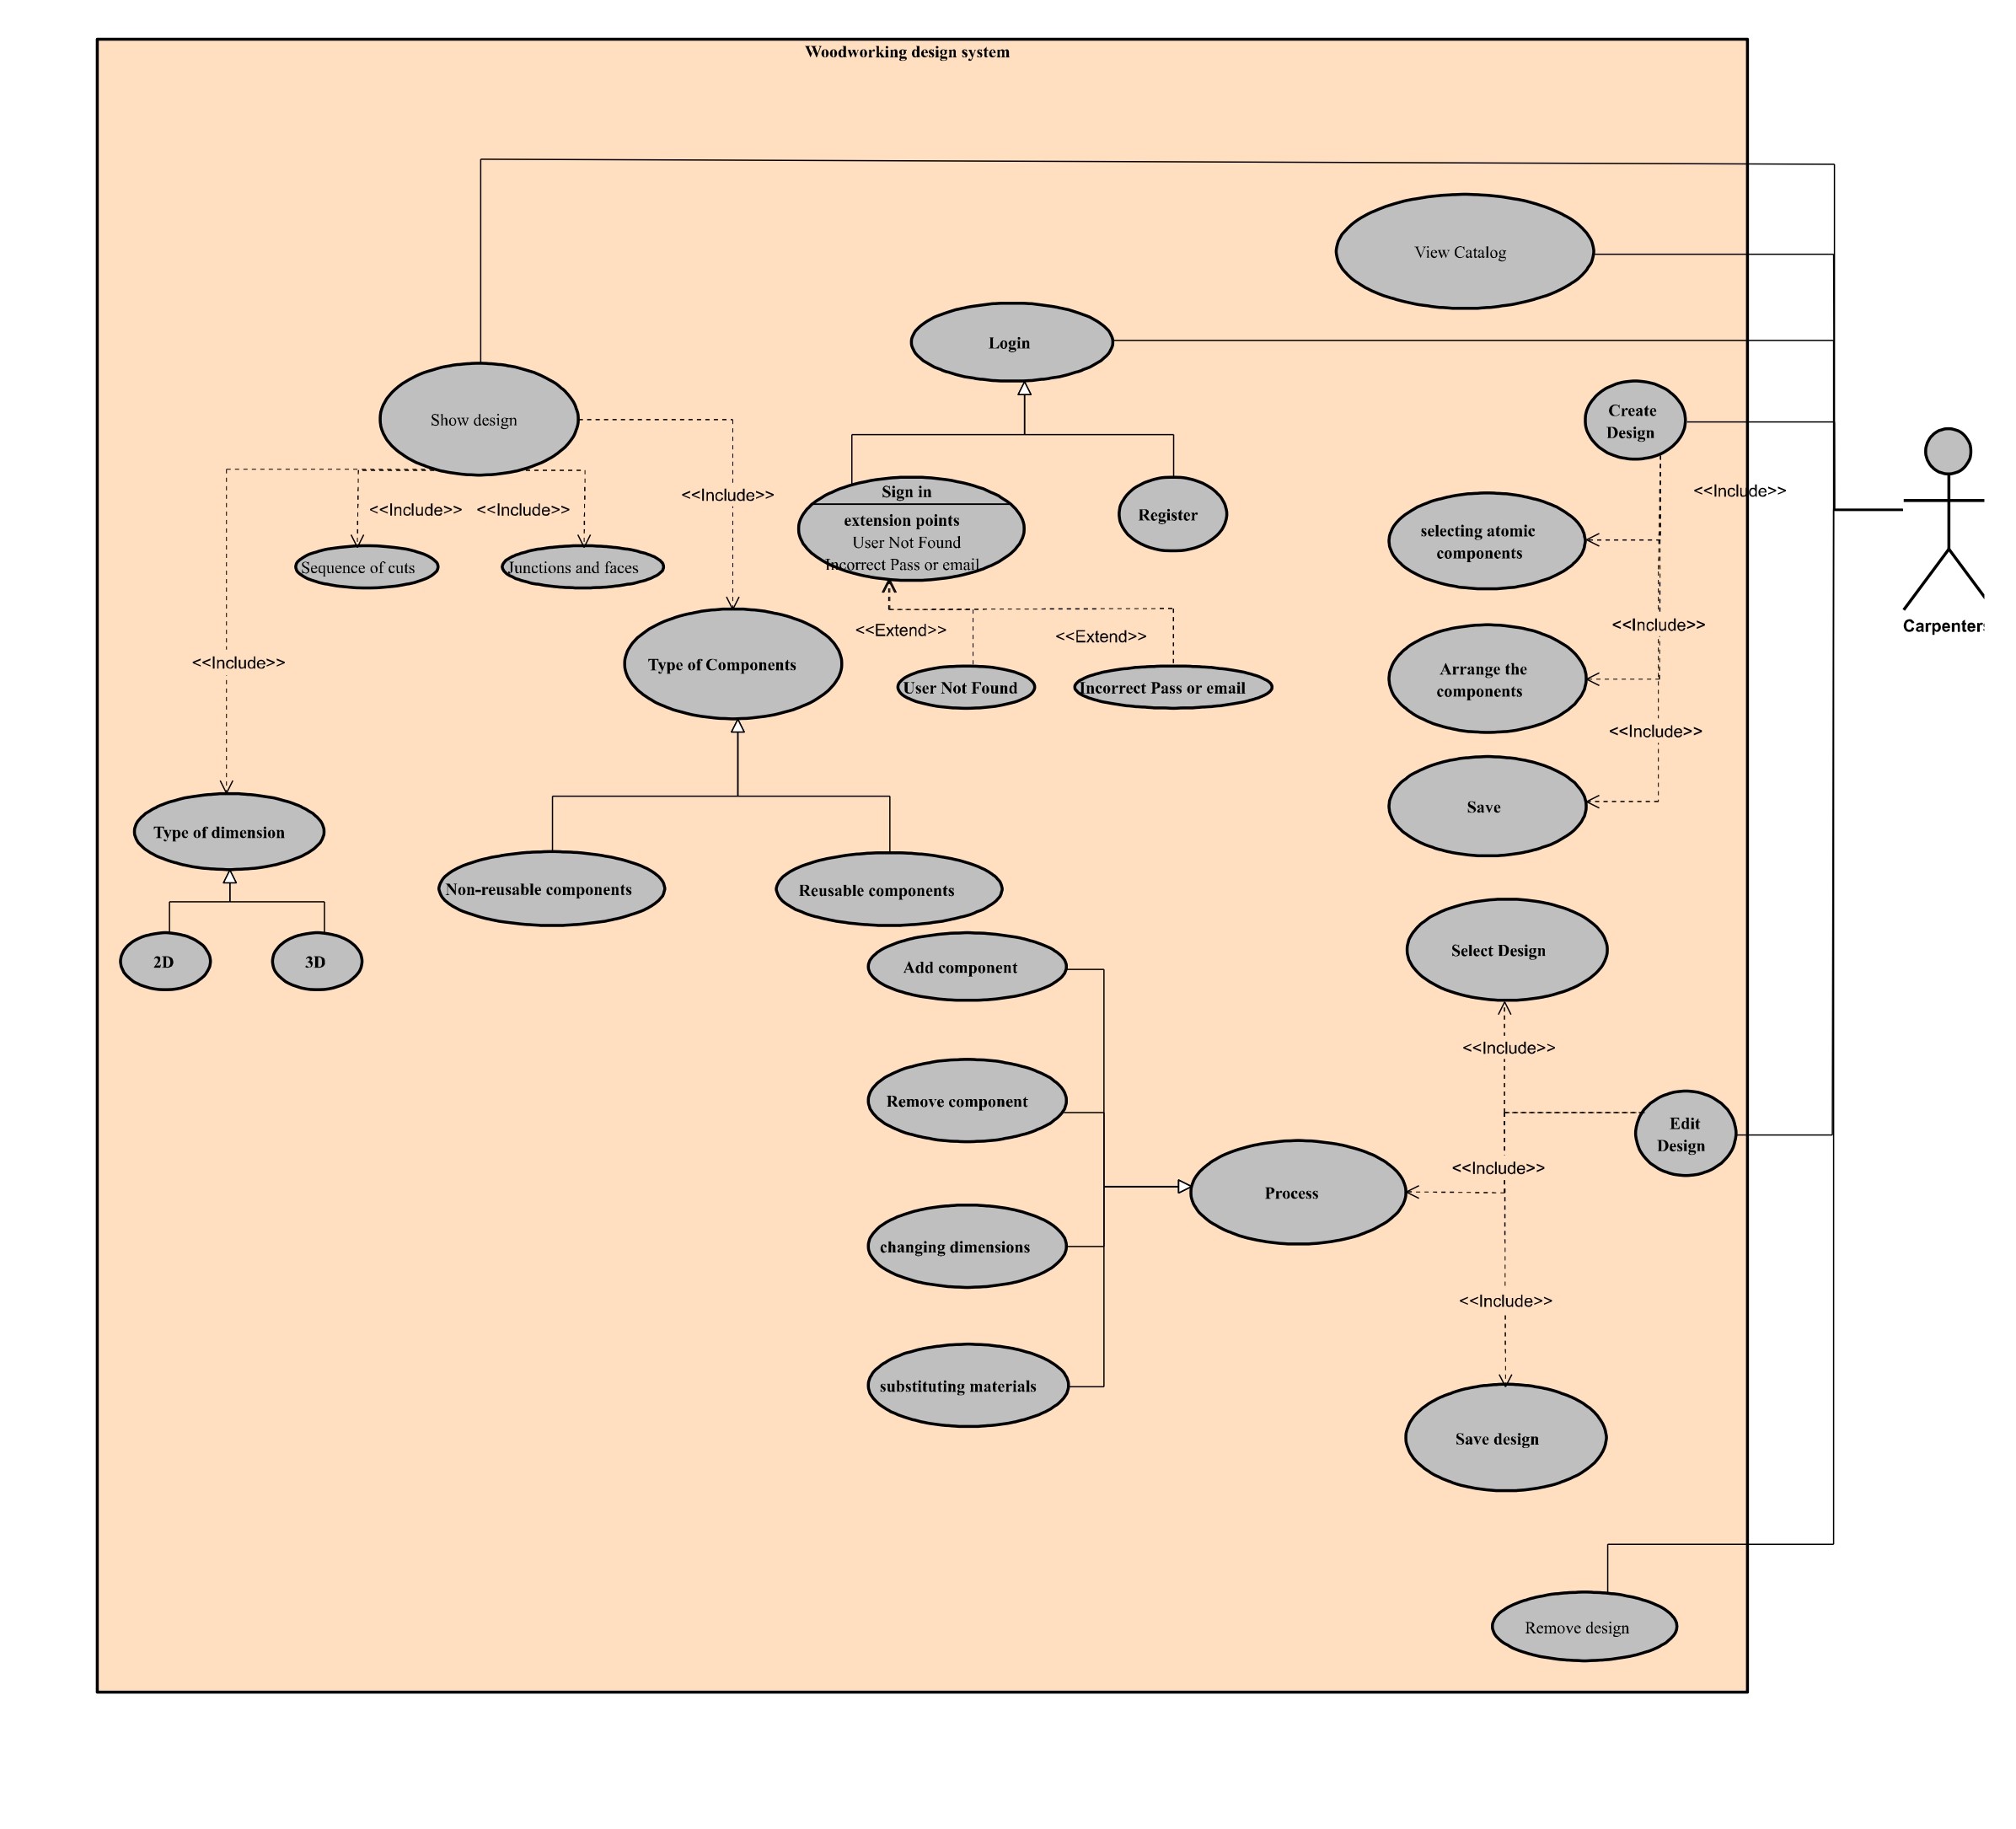 Woodworking design system
View Catalog
Login
Show design
Create
Design
<<Include>>
<<Include>>
<<Include>>
<<Include>>
Sign in
extension points
User Not Found
Incorrect Pass or email
Register
selecting atomic
components
Sequence of cuts
Junctions and faces
Carpenters
<<Include>>
<<Extend>>
<<Extend>>
<<Include>>
Type of Components
User Not Found
Incorrect Pass or email
Arrange the
components
<<Include>>
Save
Type of dimension
Non-reusable components
Reusable components
2D
3D
Add component
Select Design
<<Include>>
Remove component
Edit
Design
<<Include>>
Process
changing dimensions
<<Include>>
substituting materials
Save design
Remove design